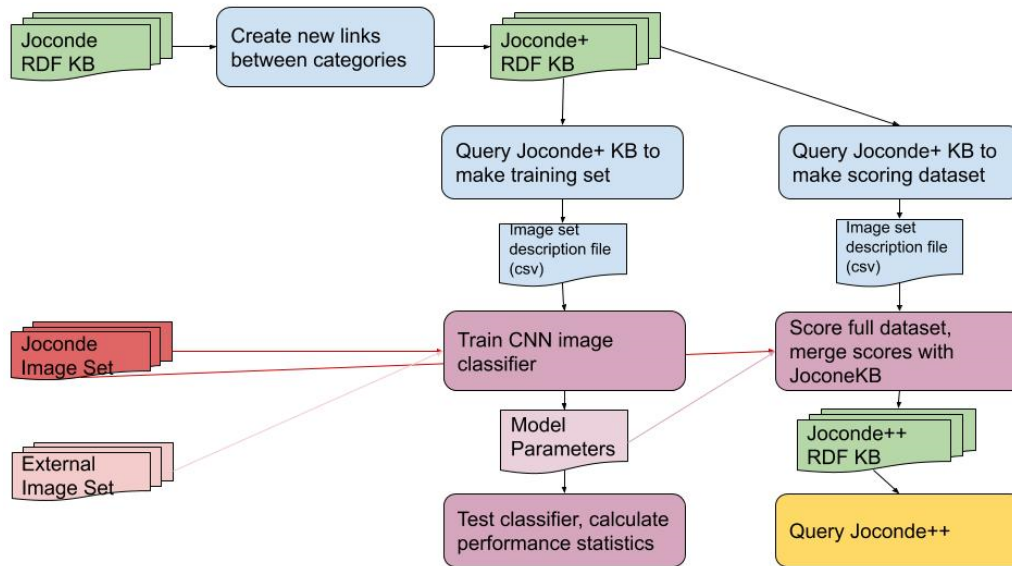 Joconde
RDF KB
Create new links
between categories
Joconde+
RDF KB
Query Joconde+ KB to
make training set
Query Joconde+ KB to
make scoring dataset
Image set
description file
(csv)
Image set
description file
(csv)
Joconde
Image Set
Train CNN image
classifier
Score full dataset,
merge scores with
JoconeKB
Model
Parameters
Joconde++
RDF KB
External
Image Set
Test classifier, calculate
performance statistics
Query Joconde++